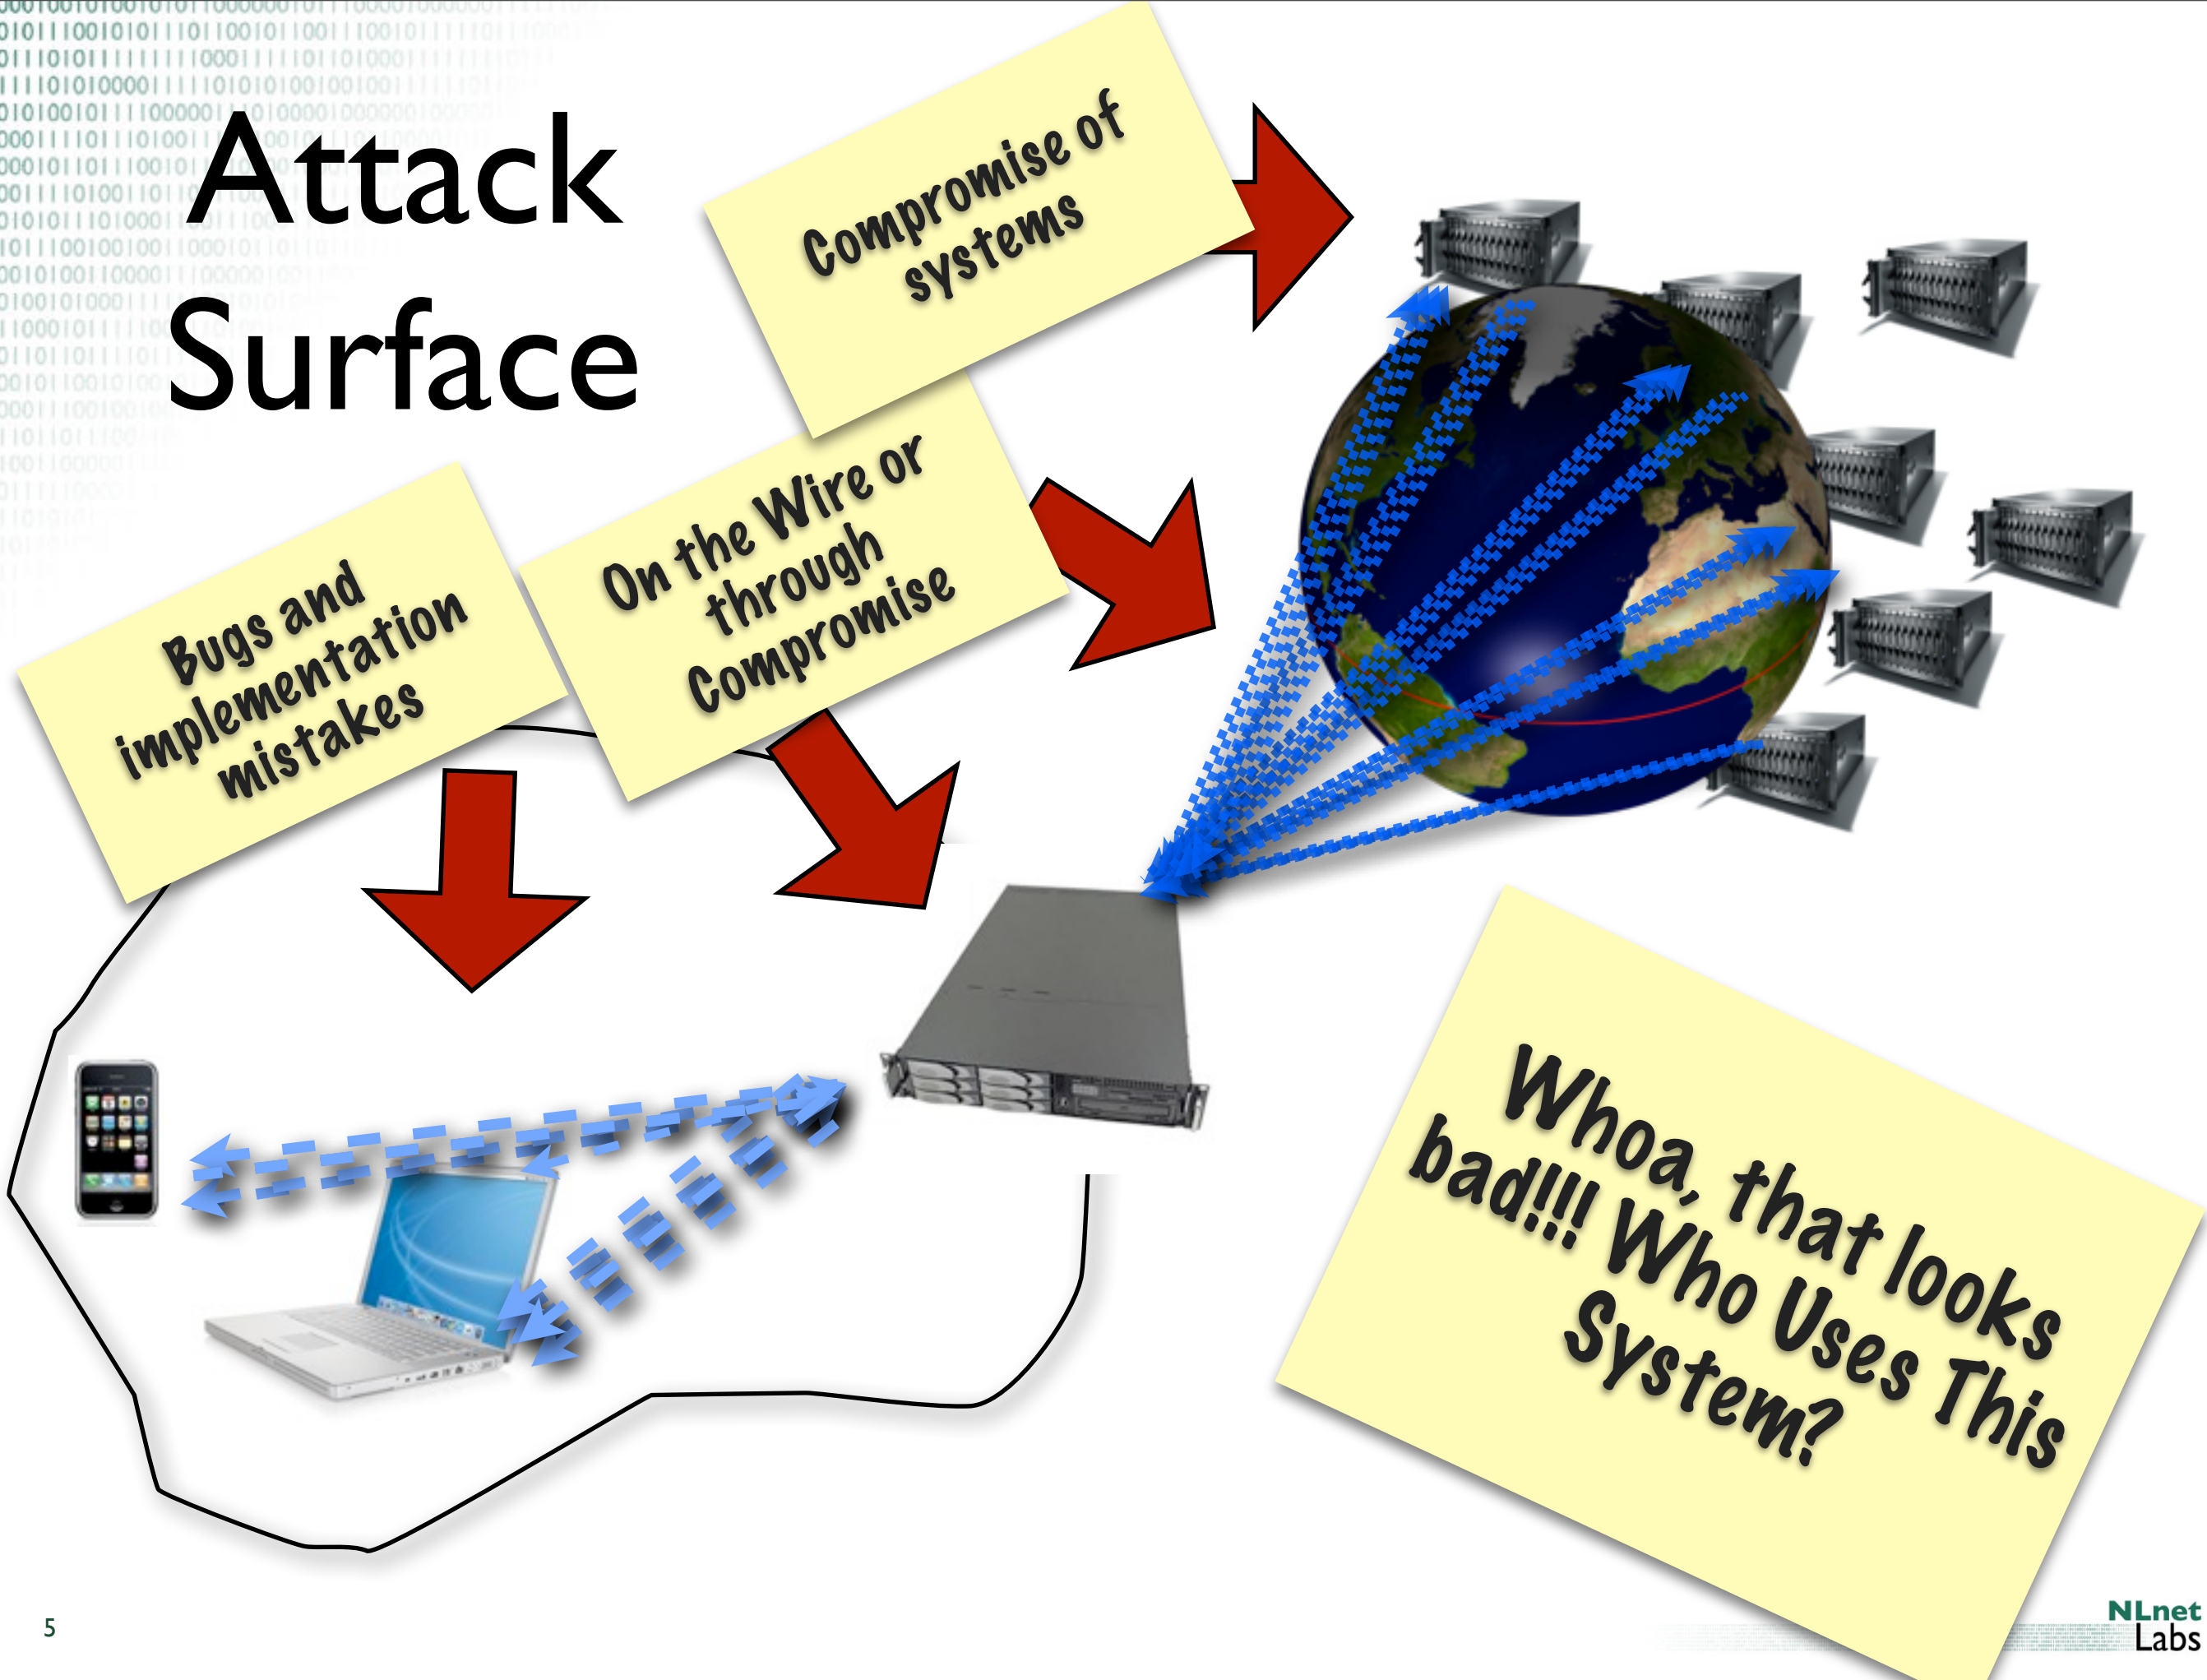 Attack
Surface
Compromise of
systems
On the Wire or
through
Compromise
Bugs and
implementation
mistakes
Whoa, that looks
bad!!! Who Uses This
System?
5
NLnet
Labs